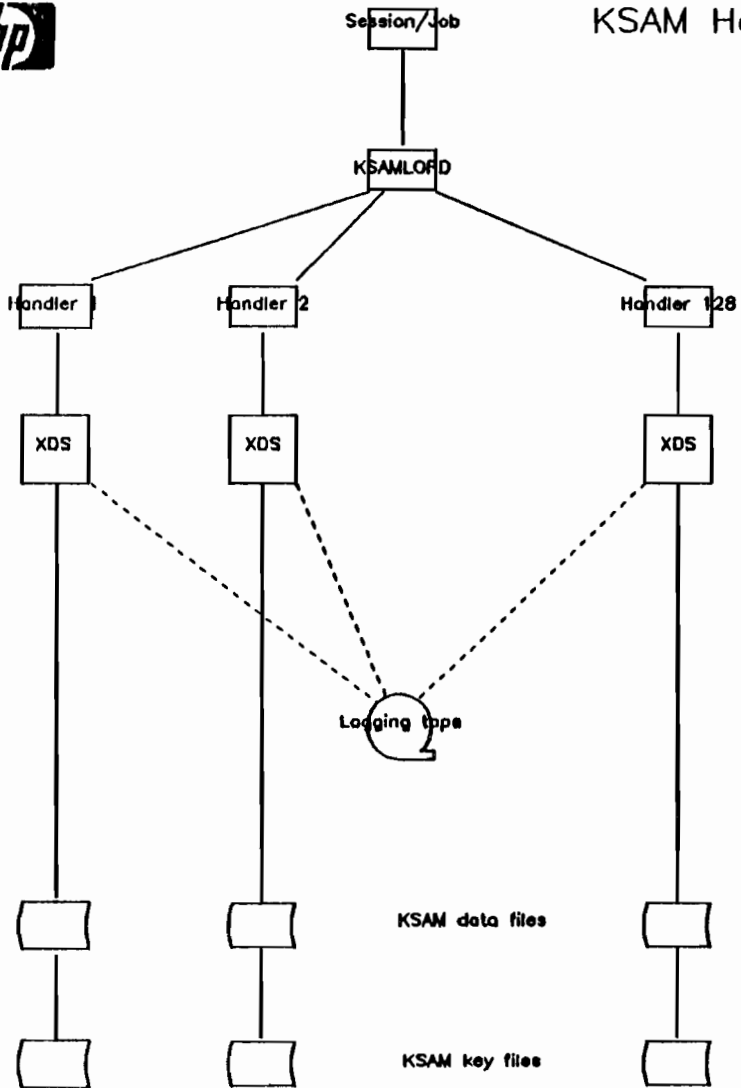 hp
KSAM
Session/Job
KSAMLORD
Handler 1
Handler 2
Handler 128
XDS
XDS
XDS
Logging tape
KSAM data files
KSAM key files